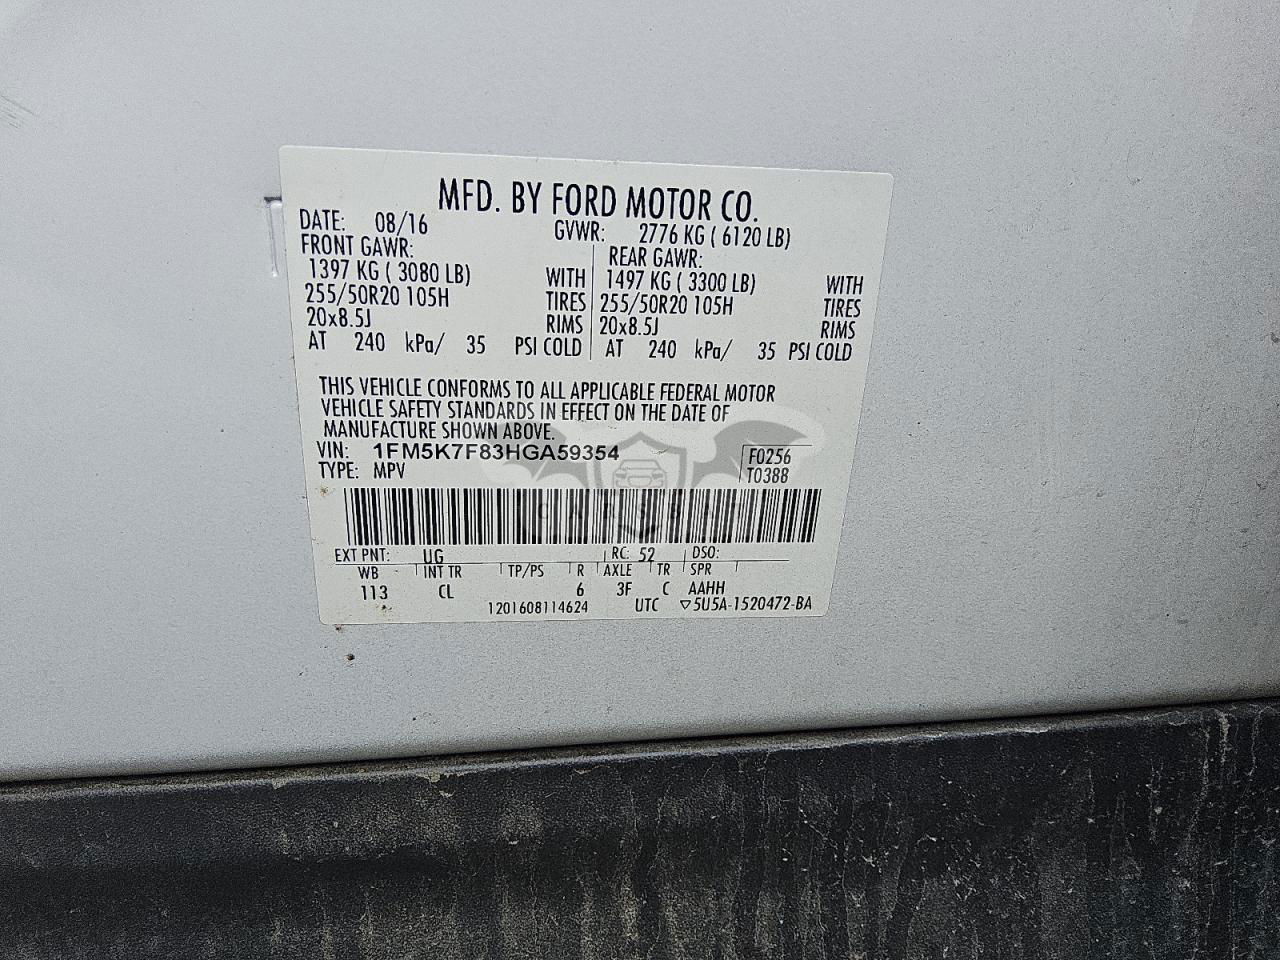 MFD. BY FORD MOTOR CO.
DATE: 08/16 GVWR: 2776 KG ( 6120 LB)
FRONT GAWR: REAR GAWR:
1397 KG ( 3080 LB) WITH 1497 KG ( 3300 LB) WITH
255/50R20 105H TIRES 255/50R20 105H TIRES
20x8.5J RIMS 20x8.5J RIMS
AT 240 kPa/ 35 PSI COLD AT 240 kPa/ 35 PSI COLD
THIS VEHICLE CONFORMS TO ALL APPLICABLE FEDERAL MOTOR
VEHICLE SAFETY STANDARDS IN EFFECT ON THE DATE OF
MANUFACTURE SHOWN ABOVE.
VIN: 1FM5K7F83HGA59354 F0256
TYPE: MPV T0388
EXT PNT: UG RC: 52 DSO:
WB INT TR TP/PS R AXLE TR SPR
113 CL 6 3F C AAHH
1201608114624 UTC ▽5U5A-1520472-BA